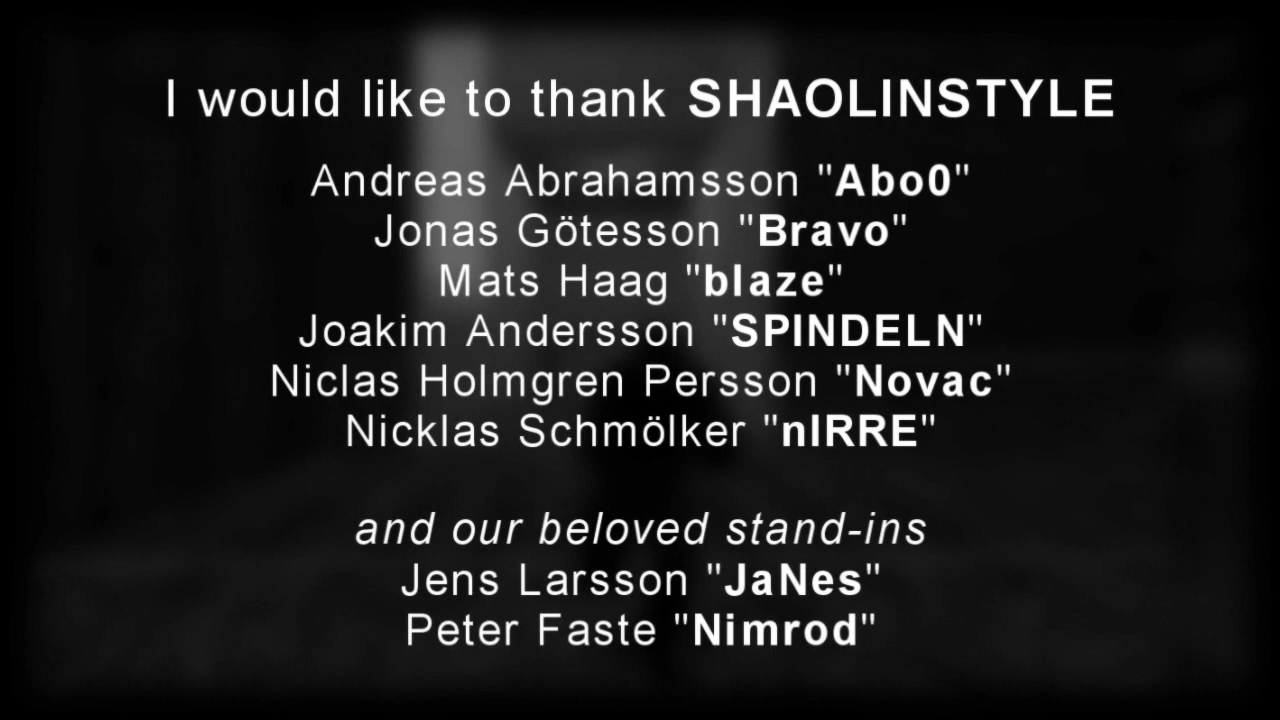 I would like to thank SHAOLINSTYLE
Andreas Abrahamsson "Abo0"
Jonas Götesson "Bravo"
Mats Haag "blaze"
Joakim Andersson "SPINDELN"
Niclas Holmgren Persson "Novac"
Nicklas Schmölker "nIRRE"
and our beloved stand-ins
Jens Larsson "JaNes"
Peter Faste "Nimrod"